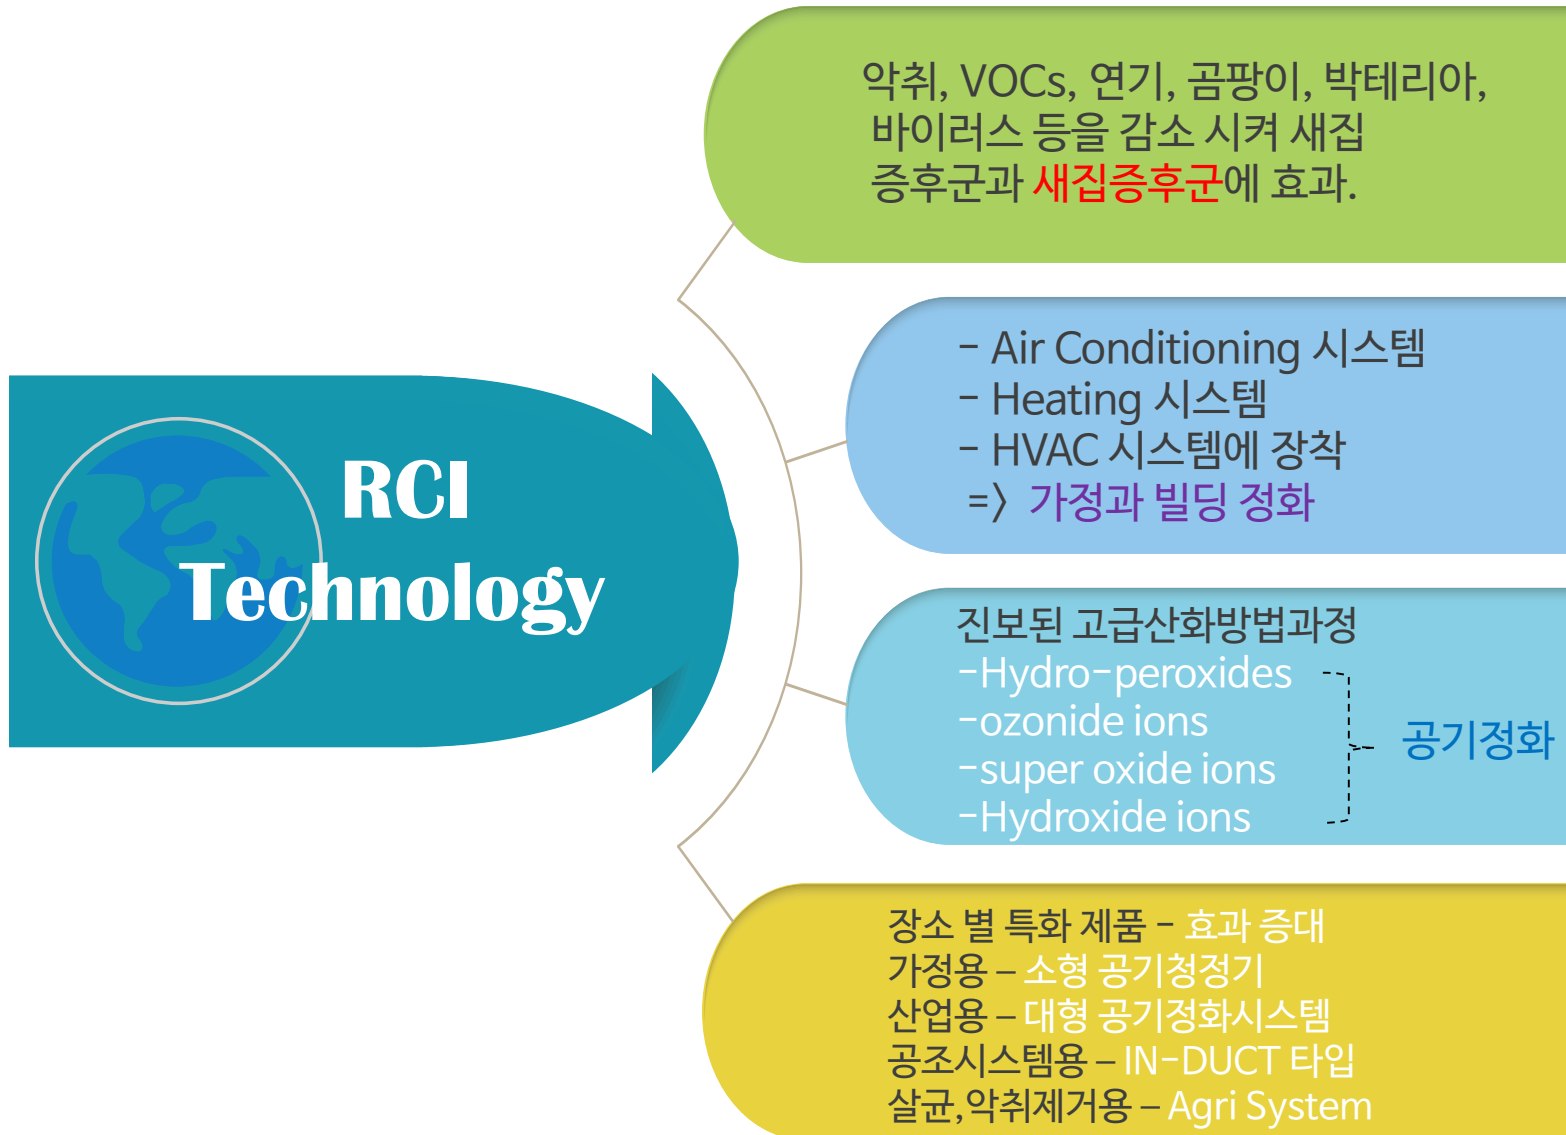 RCI
Technology
악취, VOCs, 연기, 곰팡이, 박테리아,
바이러스 등을 감소 시켜 새집
증후군과 새집증후군에 효과.
- Air Conditioning 시스템
- Heating 시스템
- HVAC 시스템에 장착
=> 가정과 빌딩 정화
진보된 고급산화방법과정
-Hydro-peroxides
-ozonide ions
-super oxide ions
-Hydroxide ions
공기정화
장소 별 특화 제품 - 효과 증대
가정용 – 소형 공기청정기
산업용 – 대형 공기정화시스템
공조시스템용 – IN-DUCT 타입
살균,악취제거용 – Agri System